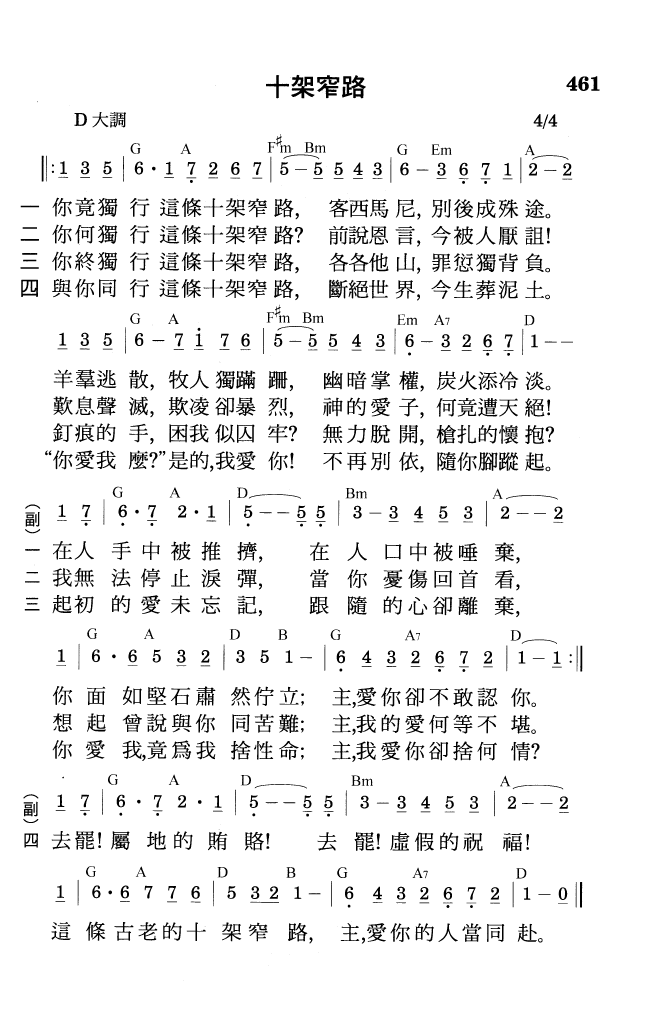 十架窄路 461
D 大調 4/4
G A F♯m Bm G Em A
‖: 1 3 5 | 6 · 1 7 2 6 7 | 5 – 5 5 4 3 | 6 – 3 6 7 1 | 2 – 2
一 你竟獨 行 這條十架窄 路, 客西馬 尼, 別後成殊 途。
二 你何獨 行 這條十架窄 路? 前說恩 言, 今被人厭 詛!
三 你終獨 行 這條十架窄 路, 各各他 山, 罪愆獨背 負。
四 與你同 行 這條十架窄 路, 斷絕世 界, 今生葬泥 土。
G A F♯m Bm Em A7 D
1 3 5 | 6 – 7 1 7 6 | 5 – 5 5 4 3 | 6 – 3 2 6 7 | 1 – –
羊羣逃 散, 牧人獨蹣 跚, 幽暗掌 權, 炭火添冷 淡。
歎息聲 滅, 欺凌卻暴 烈, 神的愛 子, 何竟遭天 絕!
釘痕的 手, 困我似囚 牢? 無力脫 開, 槍扎的懷 抱?
“你愛我 麼?”是的,我愛 你! 不再別 依, 隨你腳蹤 起。
G A D Bm A
(副) 1 7 | 6 · 7 2 · 1 | 5 – – 5 5 | 3 – 3 4 5 3 | 2 – – 2
一 在人 手 中 被 推 擠, 在 人 口中被唾 棄,
二 我無 法 停 止 淚 彈, 當 你 憂傷回首 看,
三 起初 的 愛 未 忘 記, 跟 隨 的心卻離 棄,
G A D B G A7 D
1 | 6 · 6 5 3 2 | 3 5 1 – | 6 4 3 2 6 7 2 | 1 – 1 :‖
你 面 如堅石肅 然佇立; 主,愛你卻不敢認 你。
想 起 曾說與你 同苦難; 主,我的愛何等不 堪。
你 愛 我,竟爲我 捨性命; 主,我愛你卻捨何 情?
G A D Bm A
(副) 1 7 | 6 · 7 2 · 1 | 5 – – 5 5 | 3 – 3 4 5 3 | 2 – – 2
四 去罷! 屬 地 的 賄 賂! 去 罷! 虛假的祝 福!
G A D B G A7 D
1 | 6 · 6 7 7 6 | 5 3 2 1 – | 6 4 3 2 6 7 2 | 1 – 0 ‖
這 條 古老的十 架窄 路, 主,愛你的人當同 赴。